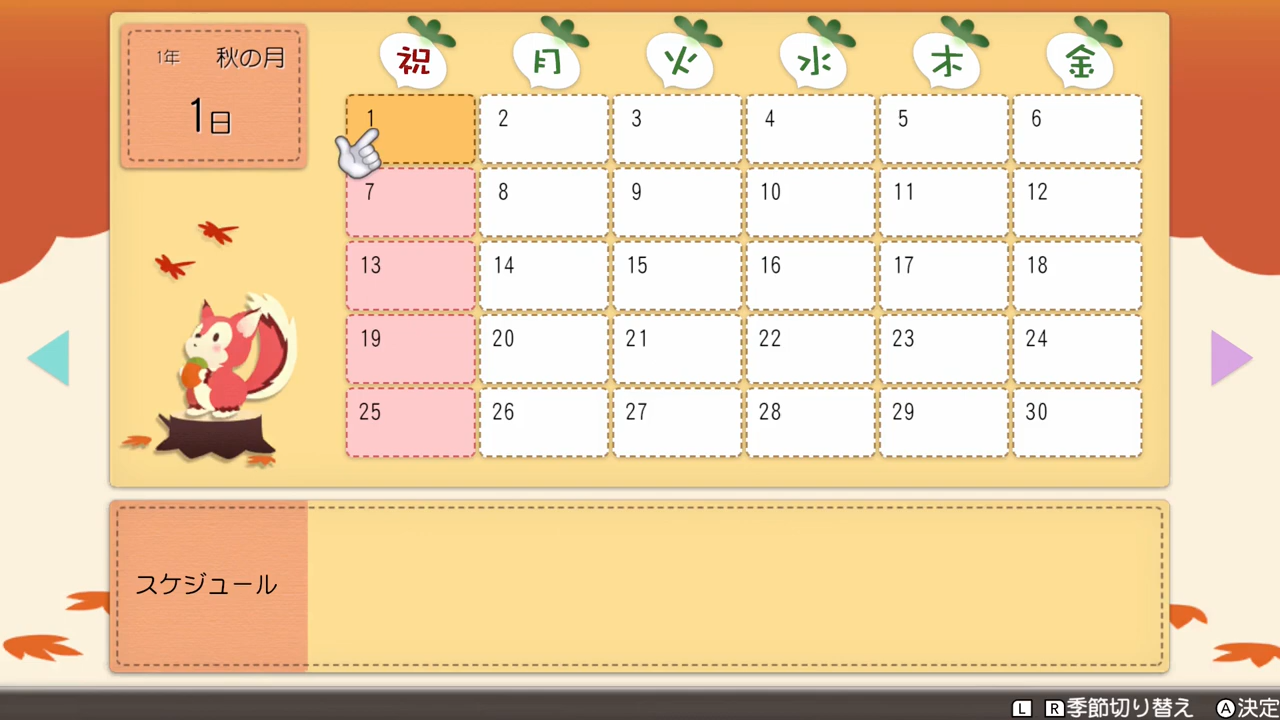 1年 秋の月
1日
祝 月 火 水 木 金
1 2 3 4 5 6
7 8 9 10 11 12
13 14 15 16 17 18
19 20 21 22 23 24
25 26 27 28 29 30
スケジュール
L R 季節切り替え A 決定